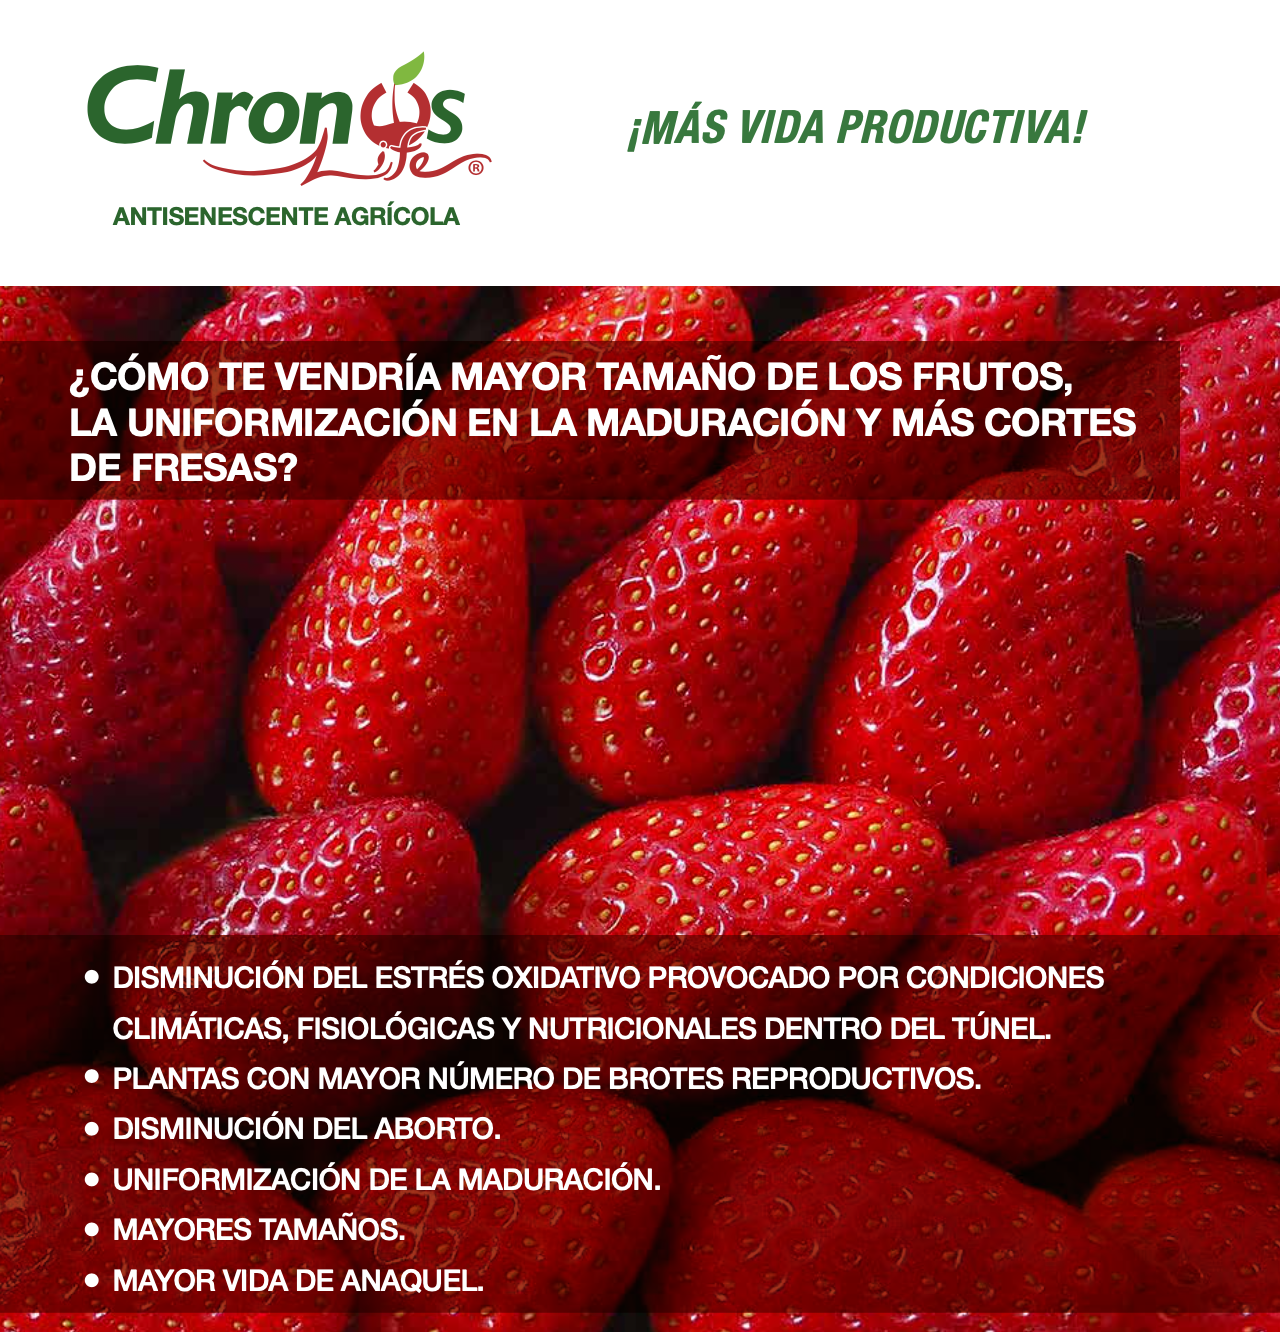 Chronos
Life®
ANTISENESCENTE AGRÍCOLA
¡MÁS VIDA PRODUCTIVA!
¿CÓMO TE VENDRÍA MAYOR TAMAÑO DE LOS FRUTOS,
LA UNIFORMIZACIÓN EN LA MADURACIÓN Y MÁS CORTES
DE FRESAS?
• DISMINUCIÓN DEL ESTRÉS OXIDATIVO PROVOCADO POR CONDICIONES
CLIMÁTICAS, FISIOLÓGICAS Y NUTRICIONALES DENTRO DEL TÚNEL.
• PLANTAS CON MAYOR NÚMERO DE BROTES REPRODUCTIVOS.
• DISMINUCIÓN DEL ABORTO.
• UNIFORMIZACIÓN DE LA MADURACIÓN.
• MAYORES TAMAÑOS.
• MAYOR VIDA DE ANAQUEL.